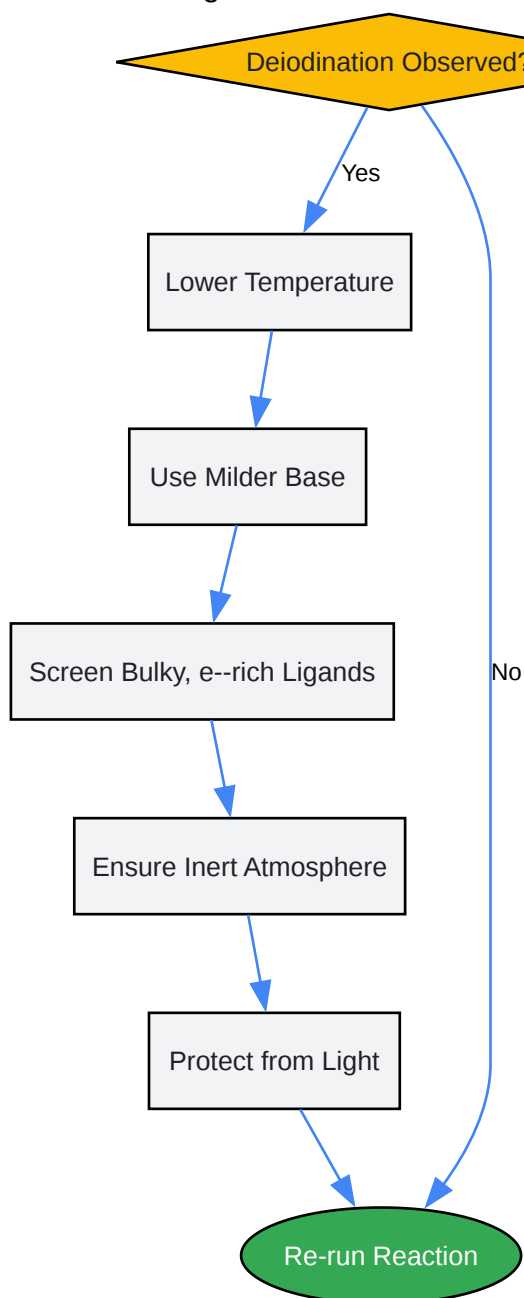 Deiodination Observed?
Yes
Lower Temperature
Use Milder Base
Screen Bulky, e--rich Ligands
No
Ensure Inert Atmosphere
Protect from Light
Re-run Reaction